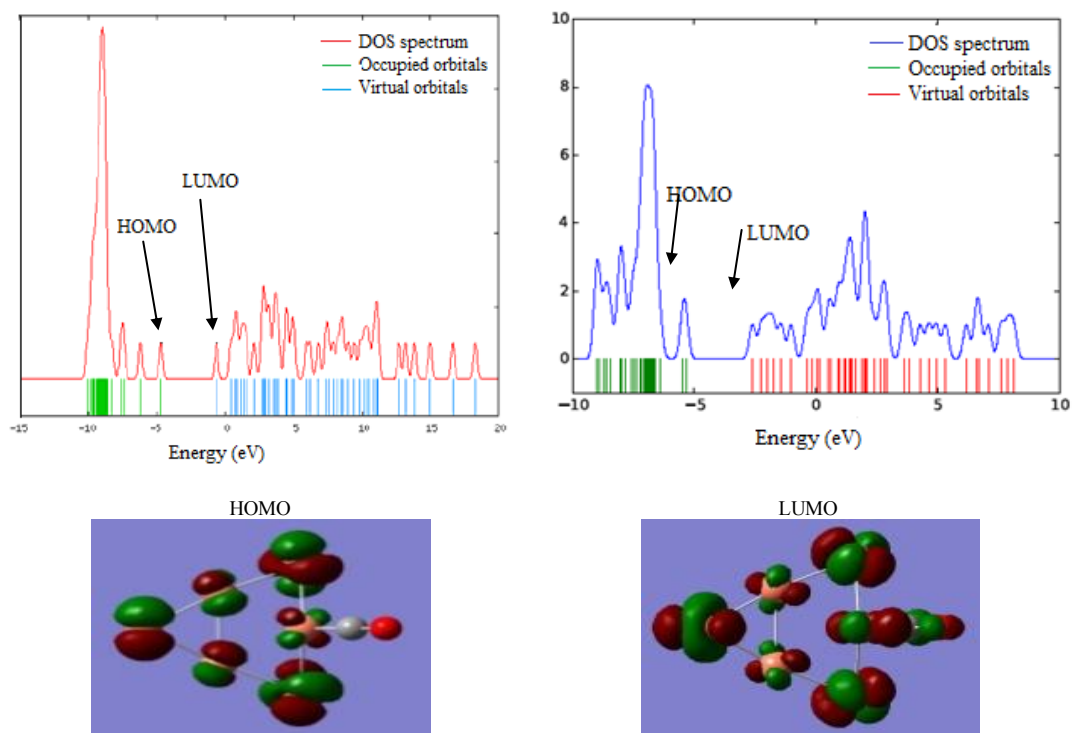 DOS spectrum
Occupied orbitals
Virtual orbitals
LUMO
HOMO
−15 −10 −5 0 5 10 15 20
Energy (eV)
10
DOS spectrum
Occupied orbitals
Virtual orbitals
8
6
HOMO
4
LUMO
2
0
−10 −5 0 5 10
Energy (eV)
HOMO
LUMO